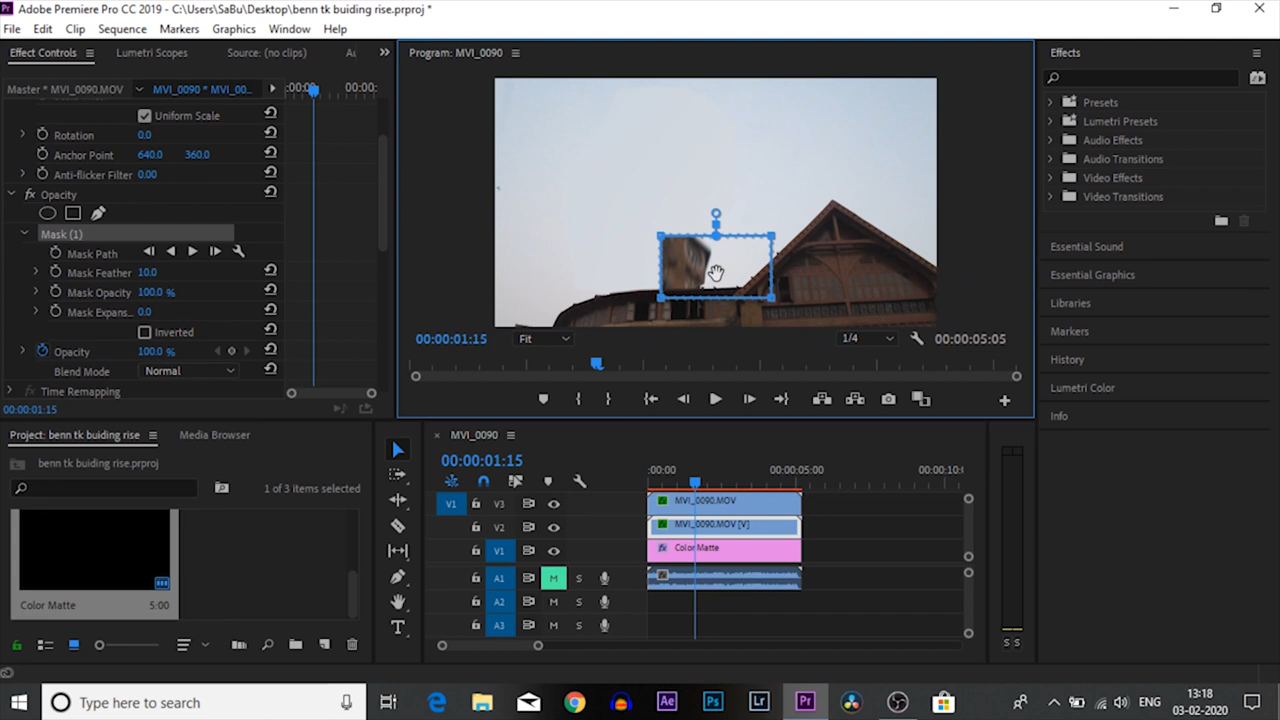 Adobe Premiere Pro CC 2019 - C:\Users\SaBu\Desktop\benn tk buiding rise.prproj *
File Edit Clip Sequence Markers Graphics Window Help
Effect Controls Lumetri Scopes Source: (no clips)
Master * MVI_0090.MOV MVI_0090 * MVI_00...
Uniform Scale
Rotation 0.0
Anchor Point 640.0 360.0
Anti-flicker Filter 0.00
fx Opacity
Mask (1)
Mask Path
Mask Feather 10.0
Mask Opacity 100.0 %
Mask Expans... 0.0
Inverted
Opacity 100.0 %
Blend Mode Normal
fx Time Remapping
00:00:01:15
Program: MVI_0090
00:00:01:15 Fit 1/4 00:00:05:05
Effects
Presets
Lumetri Presets
Audio Effects
Audio Transitions
Video Effects
Video Transitions
Essential Sound
Essential Graphics
Libraries
Markers
History
Lumetri Color
Info
Project: benn tk buiding rise Media Browser
benn tk buiding rise.prproj
1 of 3 items selected
Color Matte 5:00
MVI_0090
00:00:01:15
:00:00 00:00:05:00
V1 V3 MVI_0090.MOV
V2 MVI_0090.MOV [V]
V1 V1 fx Color Matte
A1 M S
A2 M S
A3 M S
S S
Type here to search
Ae Ps Lr Pr
ENG
13:18
03-02-2020